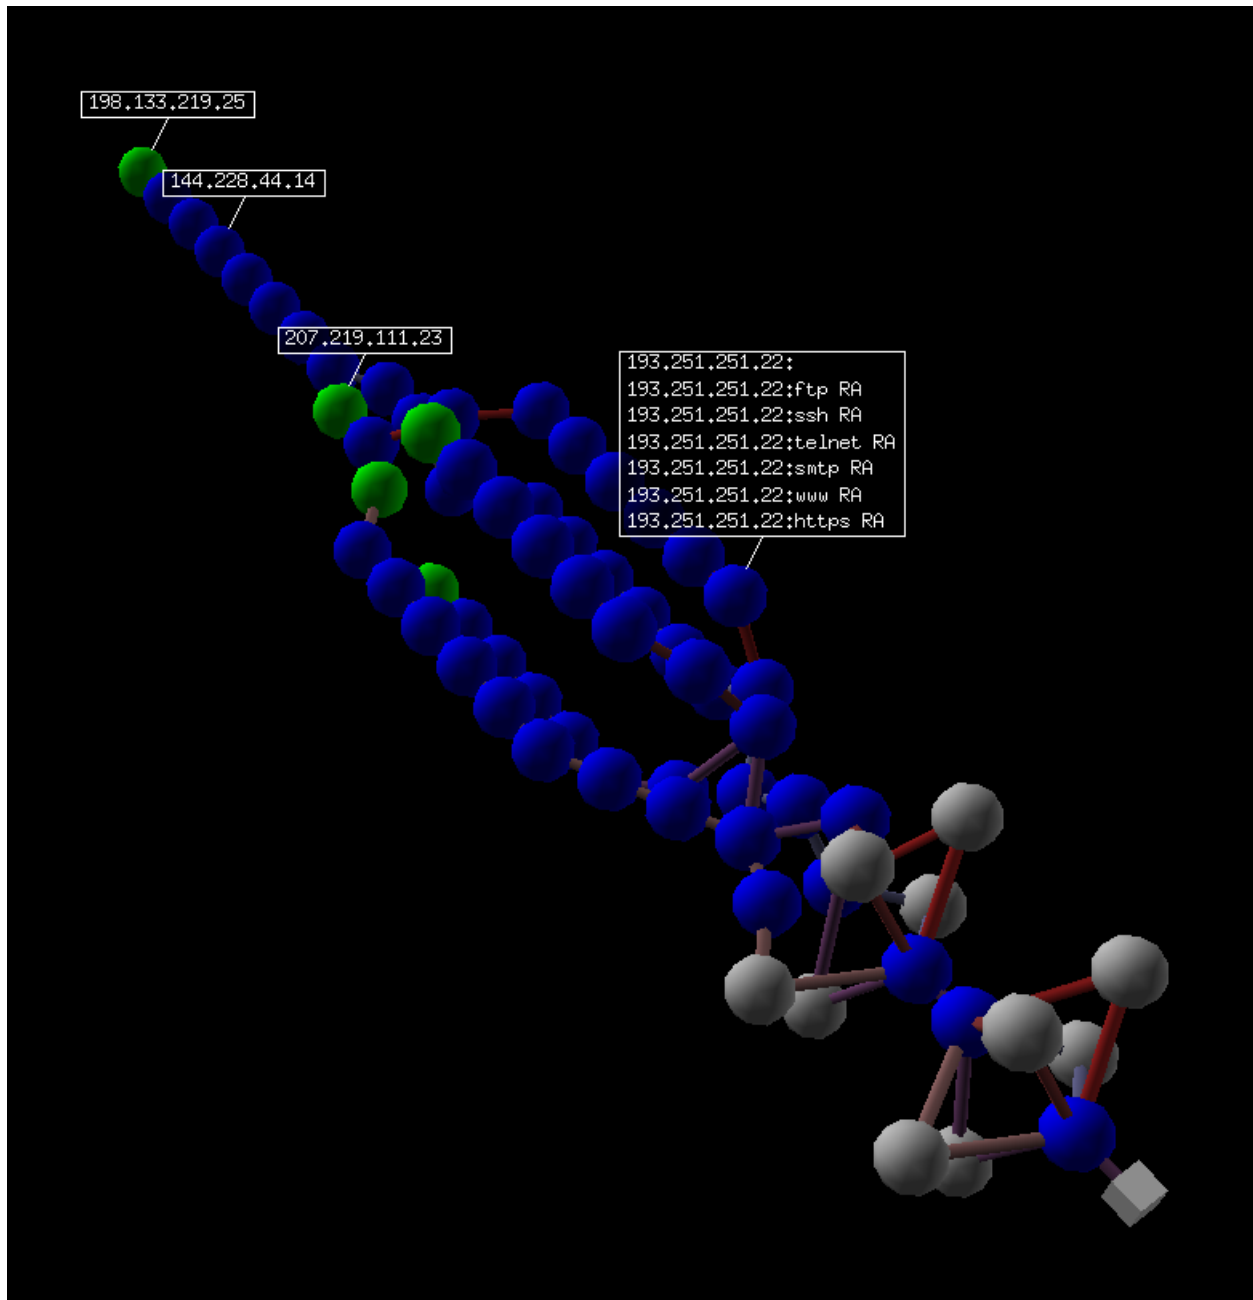 198.133.219.25
144.228.44.14
207.219.111.23
193.251.251.22:
193.251.251.22:ftp RA
193.251.251.22:ssh RA
193.251.251.22:telnet RA
193.251.251.22:smtp RA
193.251.251.22:www RA
193.251.251.22:https RA